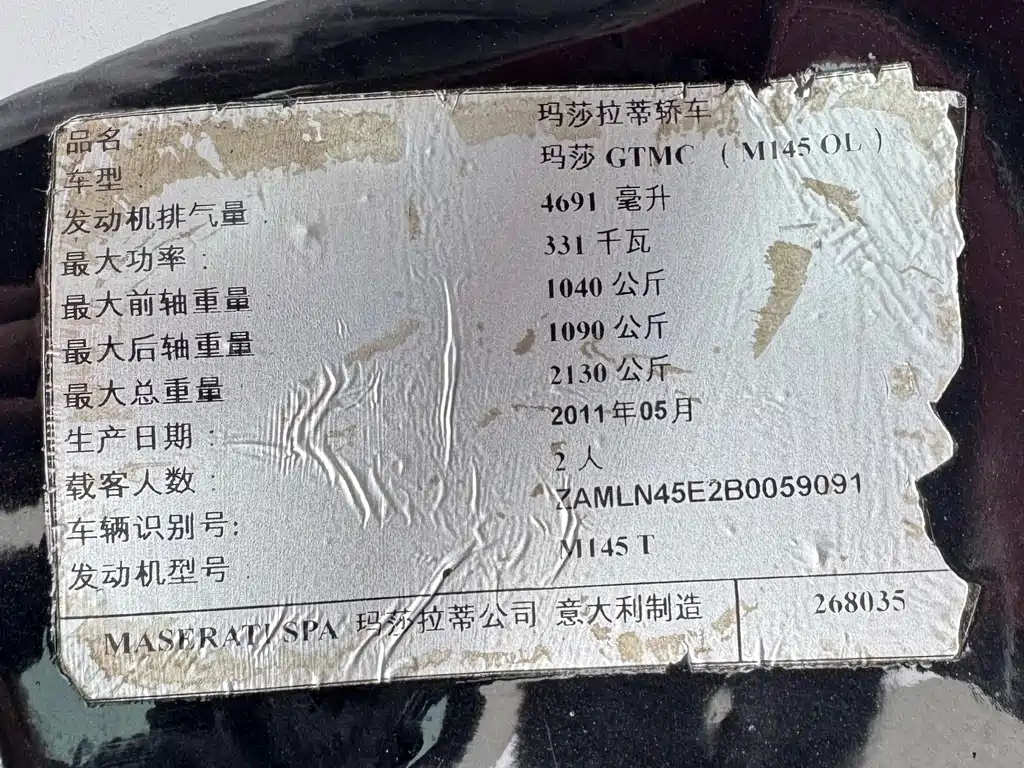 品名： 玛莎拉蒂轿车
车型： 玛莎 GTMC （M145 OL）
发动机排气量 4691 毫升
最大功率： 331 千瓦
最大前轴重量 1040 公斤
最大后轴重量 1090 公斤
最大总重量 2130 公斤
生产日期： 2011年05月
载客人数： 2 人
车辆识别号： ZAMLN45E2B0059091
发动机型号 M145 T
MASERATI SPA 玛莎拉蒂公司 意大利制造 268035